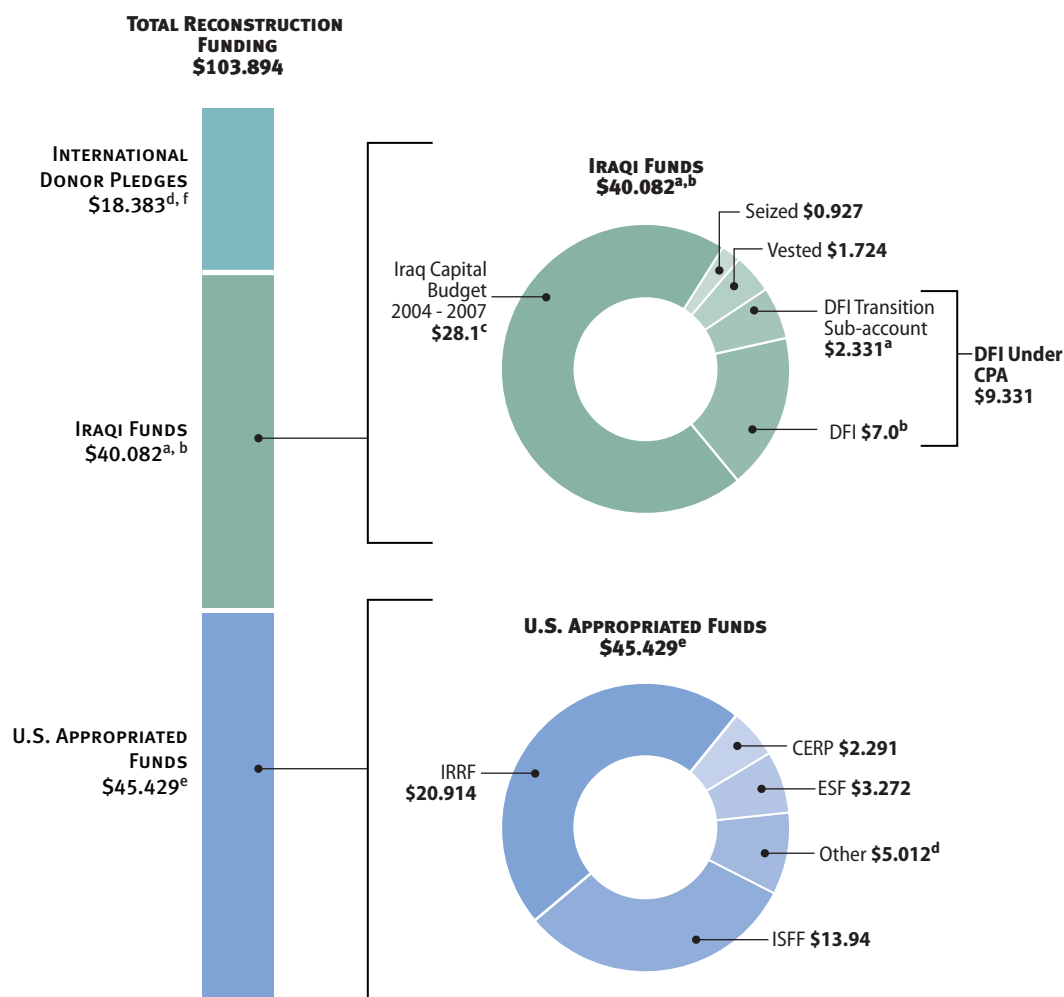 TOTAL RECONSTRUCTION
FUNDING
$103.894
INTERNATIONAL
DONOR PLEDGES
$18.383d, f
IRAQI FUNDS
$40.082a, b
U.S. APPROPRIATED
FUNDS
$45.429e
IRAQI FUNDS
$40.082a,b
Seized $0.927
Vested $1.724
Iraq Capital
Budget
2004 - 2007
$28.1c
DFI Transition
Sub-account
$2.331a
DFI $7.0b
DFI Under
CPA
$9.331
U.S. APPROPRIATED FUNDS
$45.429e
IRRF
$20.914
CERP $2.291
ESF $3.272
Other $5.012d
ISFF $13.94